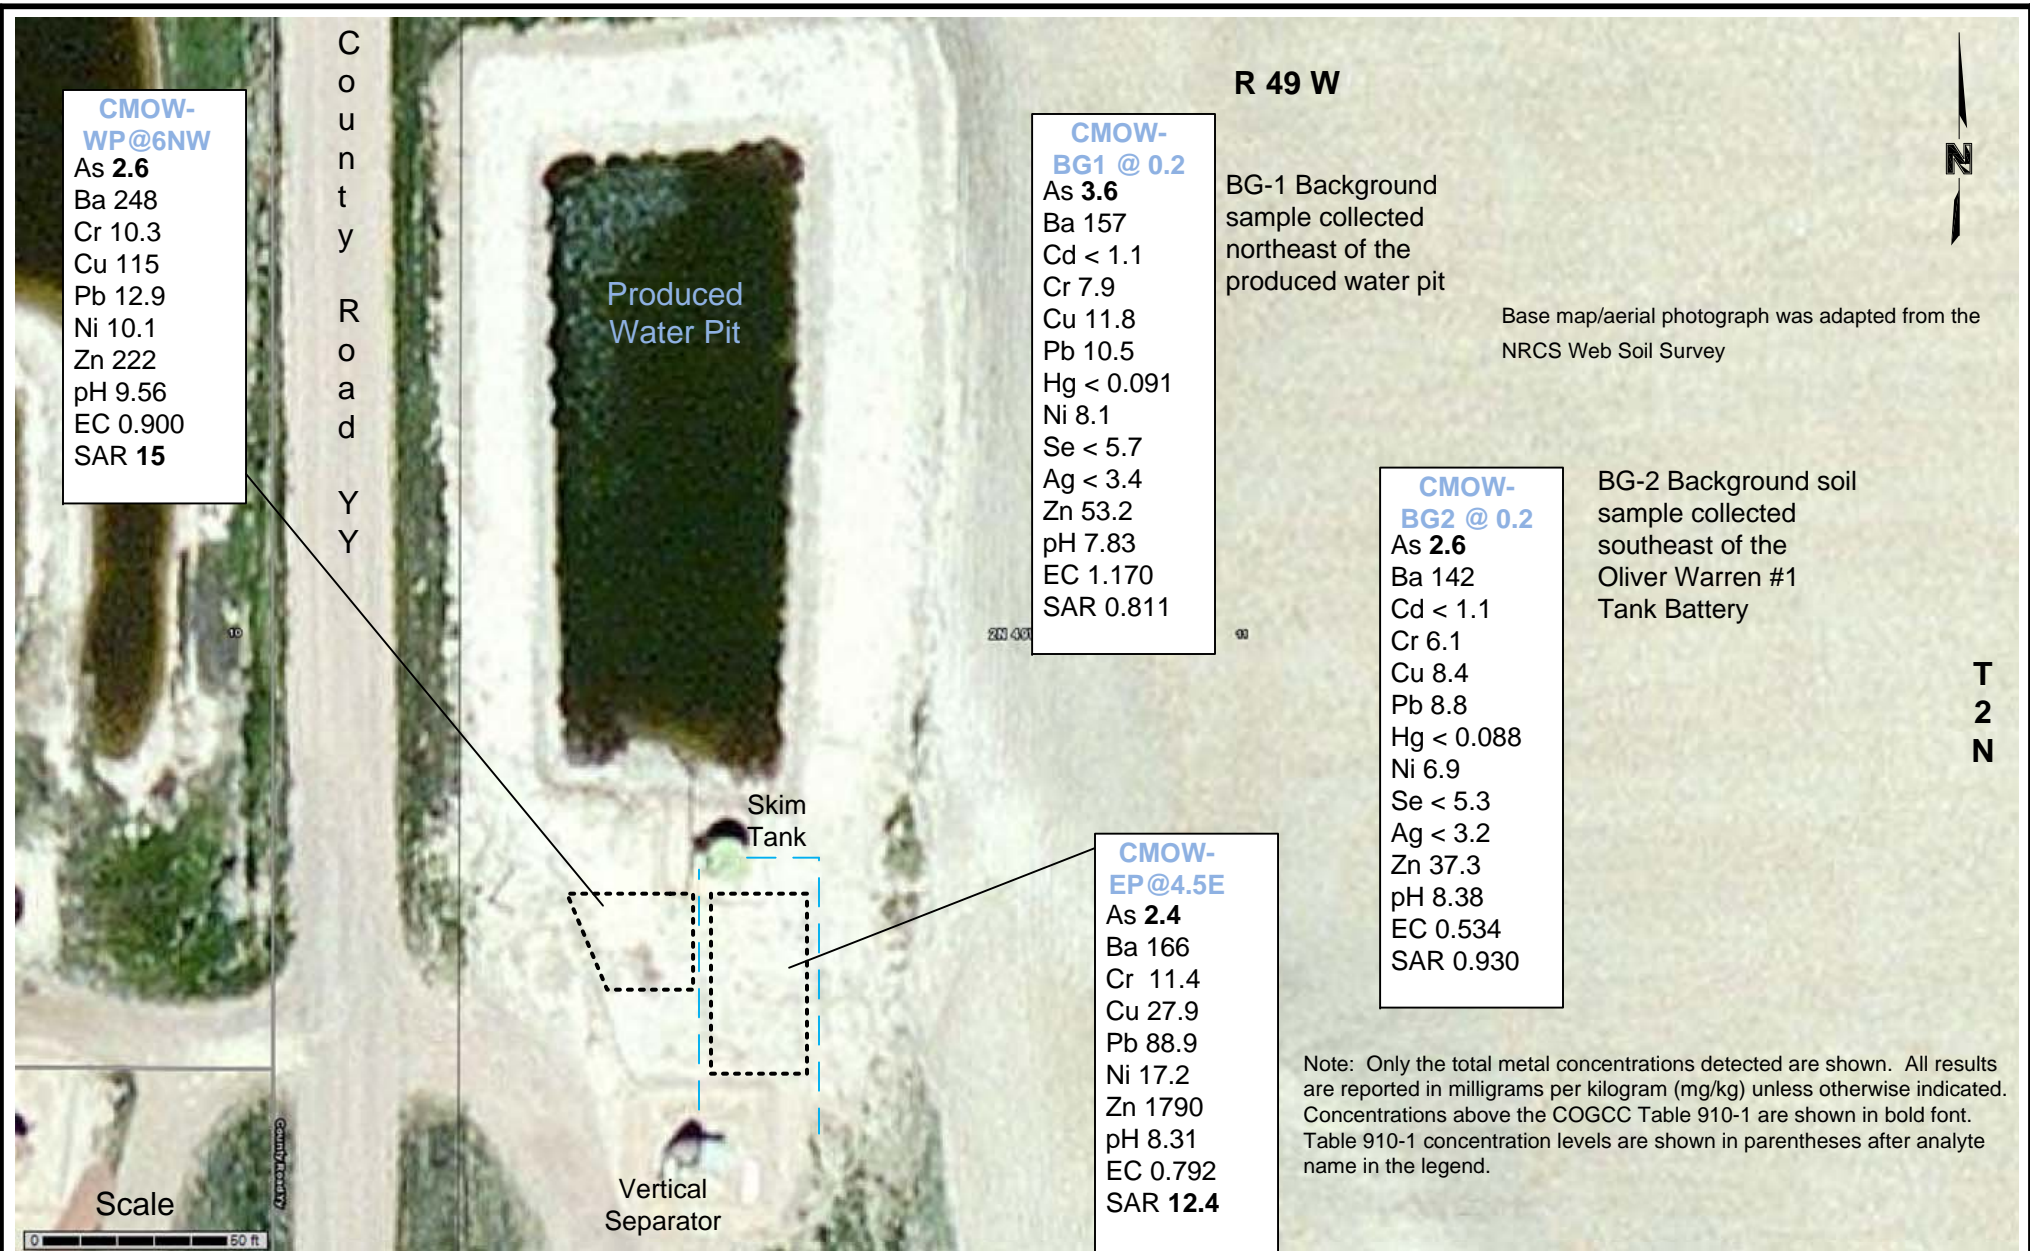 County Road YY
R 49 W
N
CMOW-
WP@6NW
As 2.6
Ba 248
Cr 10.3
Cu 115
Pb 12.9
Ni 10.1
Zn 222
pH 9.56
EC 0.900
SAR 15
Produced
Water Pit
CMOW-
BG1 @ 0.2
As 3.6
Ba 157
Cd < 1.1
Cr 7.9
Cu 11.8
Pb 10.5
Hg < 0.091
Ni 8.1
Se < 5.7
Ag < 3.4
Zn 53.2
pH 7.83
EC 1.170
SAR 0.811
BG-1 Background
sample collected
northeast of the
produced water pit
Base map/aerial photograph was adapted from the
NRCS Web Soil Survey
CMOW-
BG2 @ 0.2
As 2.6
Ba 142
Cd < 1.1
Cr 6.1
Cu 8.4
Pb 8.8
Hg < 0.088
Ni 6.9
Se < 5.3
Ag < 3.2
Zn 37.3
pH 8.38
EC 0.534
SAR 0.930
BG-2 Background soil
sample collected
southeast of the
Oliver Warren #1
Tank Battery
10
2N
11
T
2
N
Skim
Tank
CMOW-
EP@4.5E
As 2.4
Ba 166
Cr 11.4
Cu 27.9
Pb 88.9
Ni 17.2
Zn 1790
pH 8.31
EC 0.792
SAR 12.4
Note: Only the total metal concentrations detected are shown. All results
are reported in milligrams per kilogram (mg/kg) unless otherwise indicated.
Concentrations above the COGCC Table 910-1 are shown in bold font.
Table 910-1 concentration levels are shown in parentheses after analyte
name in the legend.
County Road YY
Vertical
Separator
Scale
0 50 ft